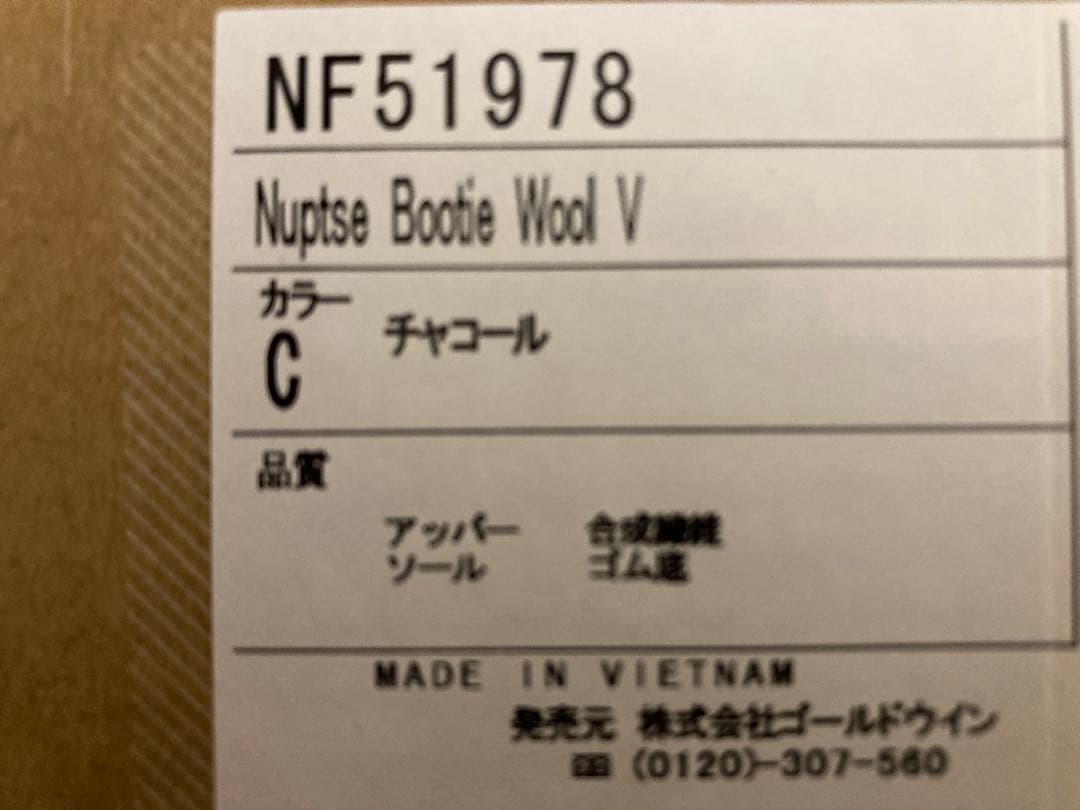 NF51978
Nuptse Bootie Wool V
カラー
C チャコール
品質
アッパー 合成繊維
ソール ゴム底
MADE IN VIETNAM
発売元 株式会社ゴールドウイン
(0120)-307-560